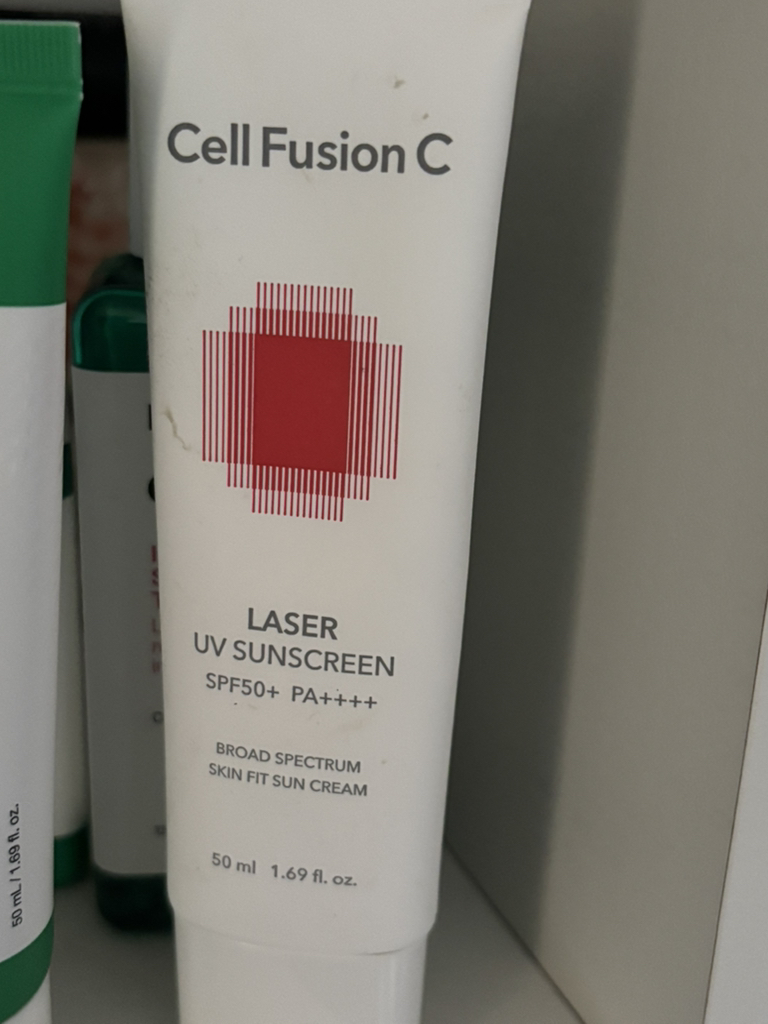 Cell Fusion C
LASER
UV SUNSCREEN
SPF50+ PA++++
BROAD SPECTRUM
SKIN FIT SUN CREAM
50 ml 1.69 fl. oz.
50 mL / 1.69 fl. oz.